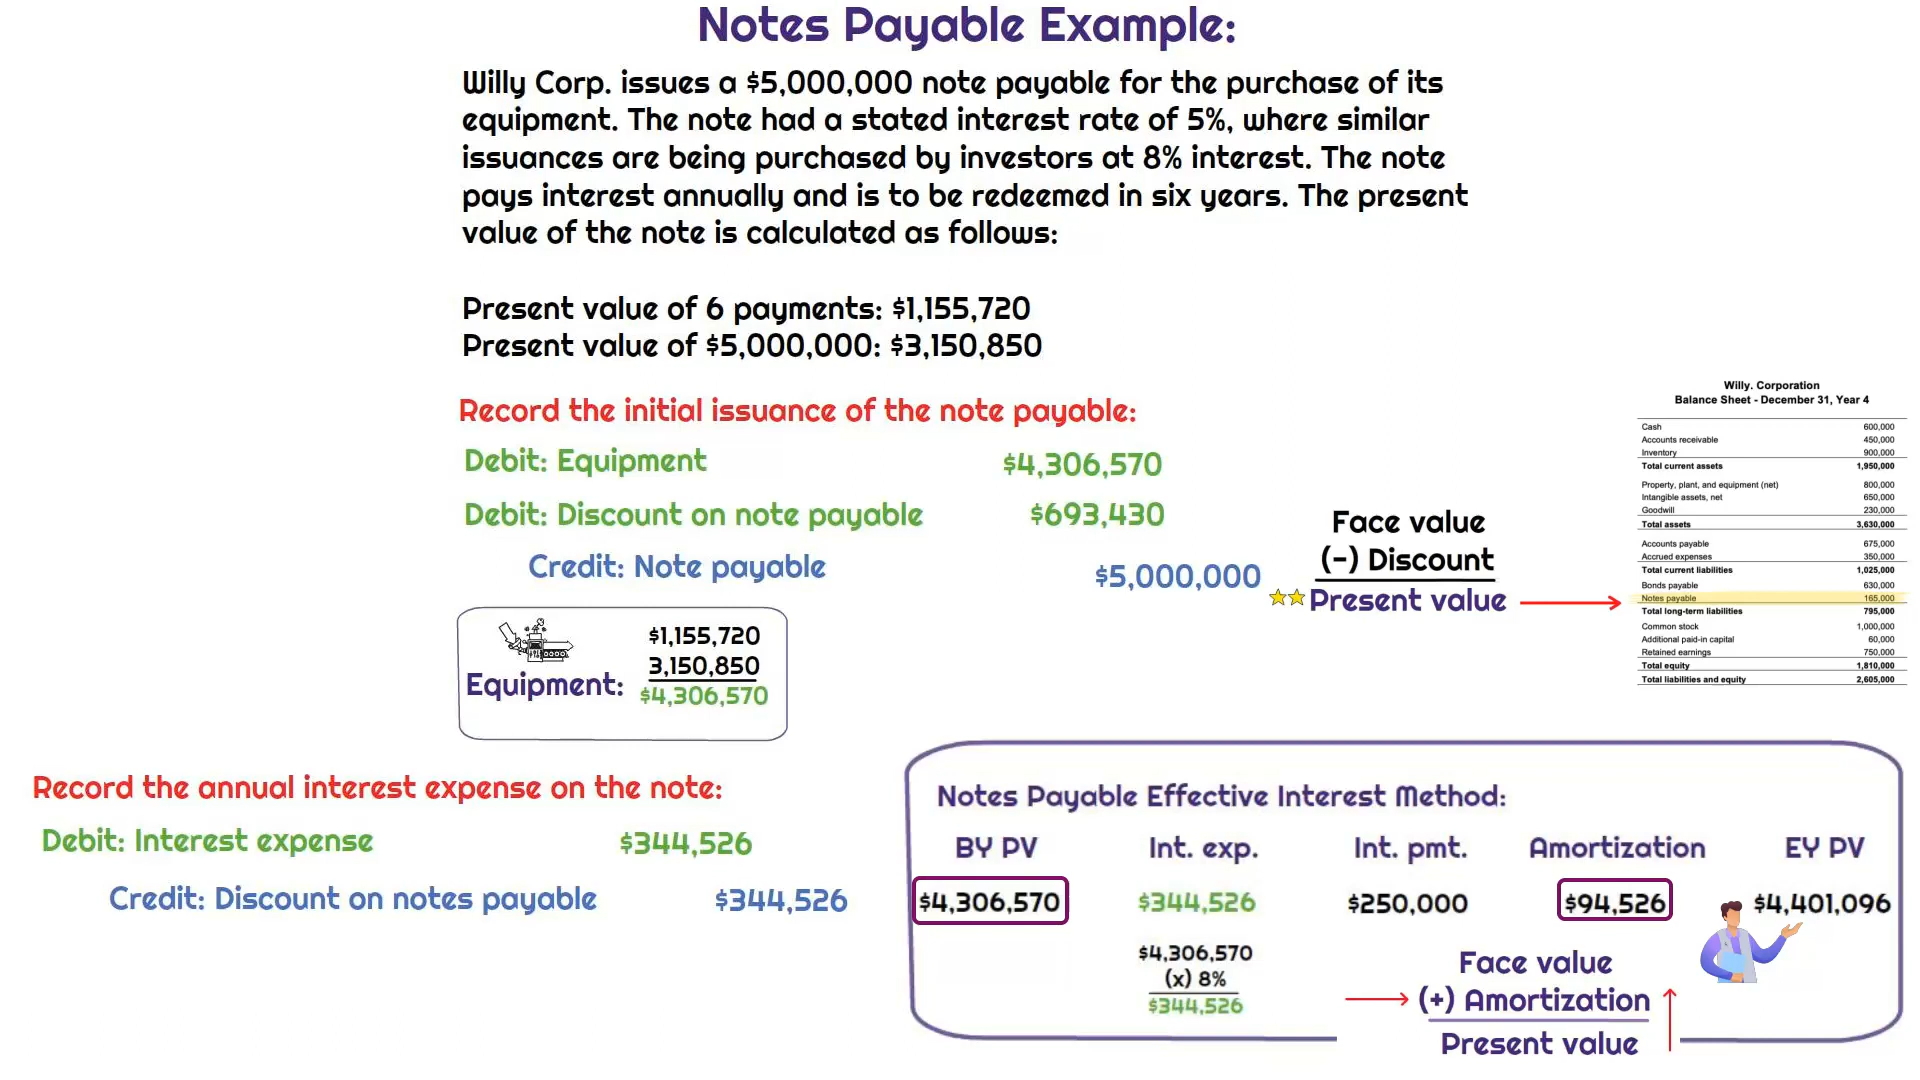 Notes Payable Example:
Willy Corp. issues a $5,000,000 note payable for the purchase of its
equipment. The note had a stated interest rate of 5%, where similar
issuances are being purchased by investors at 8% interest. The note
pays interest annually and is to be redeemed in six years. The present
value of the note is calculated as follows:
Present value of 6 payments: $1,155,720
Present value of $5,000,000: $3,150,850
Record the initial issuance of the note payable:
Debit: Equipment $4,306,570
Debit: Discount on note payable $693,430
Credit: Note payable $5,000,000
Face value
(-) Discount
Present value
Willy. Corporation
Balance Sheet - December 31, Year 4
Cash 600,000
Accounts receivable 450,000
Inventory 900,000
Total current assets 1,950,000
Property, plant, and equipment (net) 800,000
Intangible assets, net 650,000
Goodwill 230,000
Total assets 3,630,000
Accounts payable 675,000
Accrued expenses 350,000
Total current liabilities 1,025,000
Bonds payable 630,000
Notes payable 165,000
Total long-term liabilities 795,000
Common stock 1,000,000
Additional paid-in capital 60,000
Retained earnings 750,000
Total equity 1,810,000
Total liabilities and equity 2,605,000
$1,155,720
3,150,850
Equipment: $4,306,570
Record the annual interest expense on the note:
Debit: Interest expense $344,526
Credit: Discount on notes payable $344,526
Notes Payable Effective Interest Method:
BY PV Int. exp. Int. pmt. Amortization EY PV
$4,306,570 $344,526 $250,000 $94,526 $4,401,096
$4,306,570
(x) 8%
$344,526
Face value
(+) Amortization
Present value